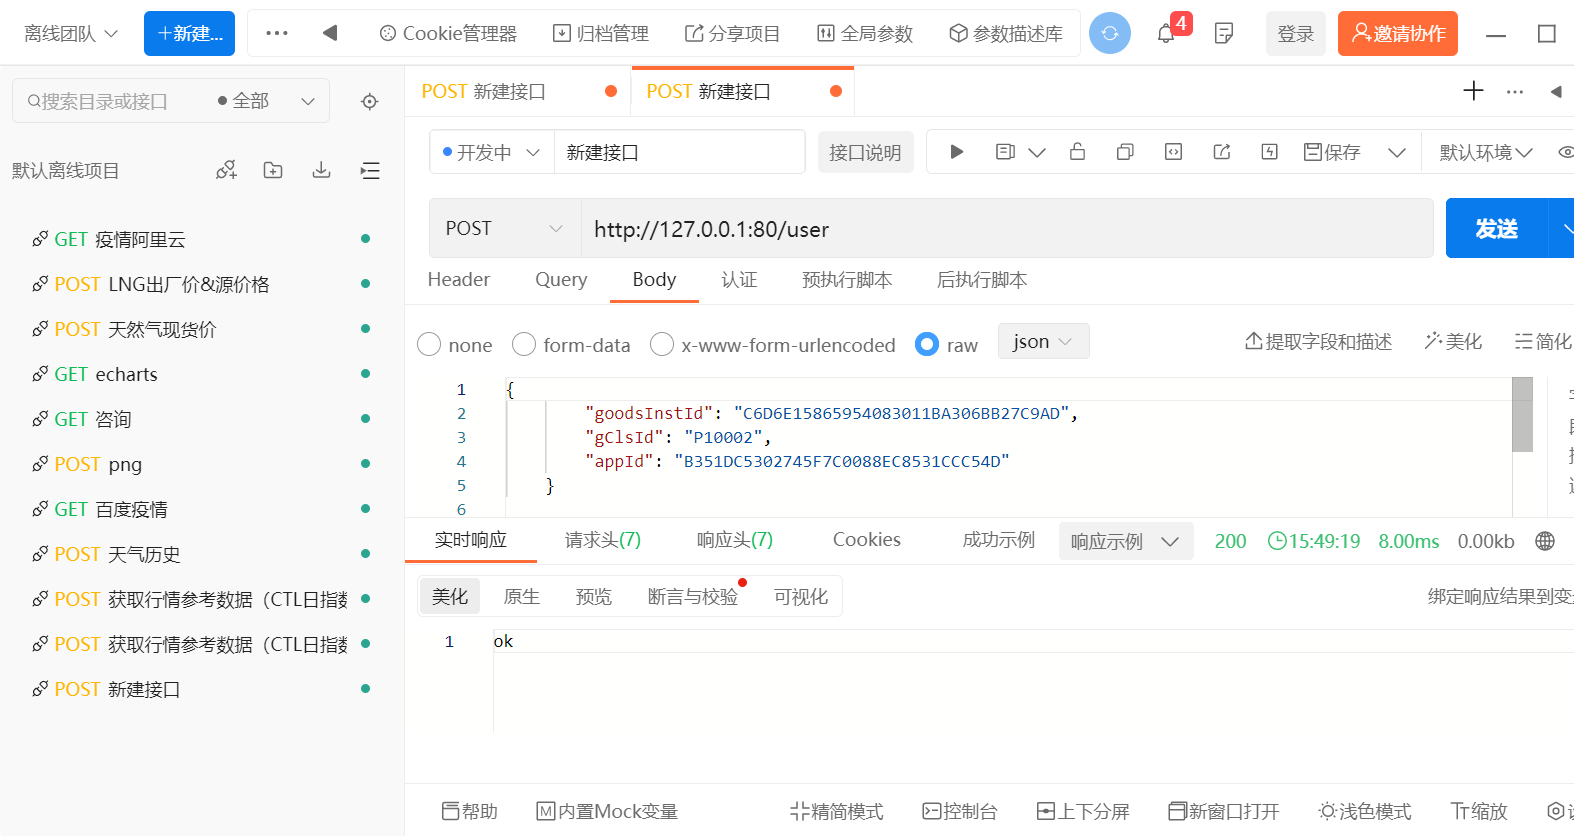 离线团队 +新建... Cookie管理器 归档管理 分享项目 全局参数 参数描述库 4 登录 邀请协作
搜索目录或接口 全部
POST 新建接口 POST 新建接口
默认离线项目
开发中 新建接口 接口说明 保存 默认环境
POST http://127.0.0.1:80/user 发送
Header Query Body 认证 预执行脚本 后执行脚本
none form-data x-www-form-urlencoded raw json 提取字段和描述 美化 简化
GET 疫情阿里云
POST LNG出厂价&源价格
POST 天然气现货价
GET echarts
GET 咨询
POST png
GET 百度疫情
POST 天气历史
POST 获取行情参考数据（CTL日指数
POST 获取行情参考数据（CTL日指数
POST 新建接口
1 {
2 "goodsInstId": "C6D6E15865954083011BA306BB27C9AD",
3 "gClsId": "P10002",
4 "appId": "B351DC5302745F7C0088EC8531CCC54D"
5 }
6
实时响应 请求头(7) 响应头(7) Cookies 成功示例 响应示例 200 15:49:19 8.00ms 0.00kb
美化 原生 预览 断言与校验 可视化 绑定响应结果到变
1 ok
帮助 内置Mock变量 精简模式 控制台 上下分屏 新窗口打开 浅色模式 缩放